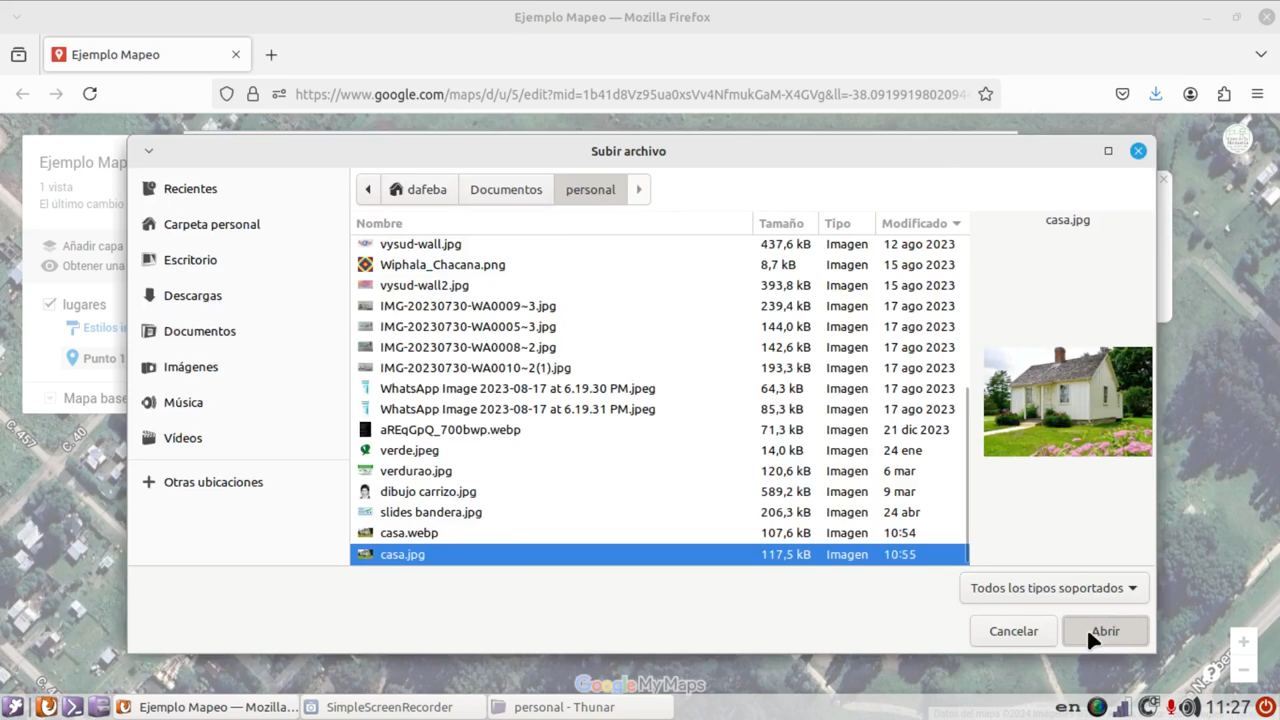 Ejemplo Mapeo — Mozilla Firefox
Ejemplo Mapeo
https://www.google.com/maps/d/u/5/edit?mid=1b41d8Vz95ua0xsVv4NfmukGaM-X4GVg&ll=-38.0919919802094
Subir archivo
Ejemplo Map
1 vista
El último cambio
Añadir capa
Obtener una
lugares
Estilos in
Punto 1
Mapa base
Recientes
Carpeta personal
Escritorio
Descargas
Documentos
Imágenes
Música
Vídeos
Otras ubicaciones
dafeba Documentos personal
Nombre Tamaño Tipo Modificado
vysud-wall.jpg 437,6 kB Imagen 12 ago 2023
Wiphala_Chacana.png 8,7 kB Imagen 15 ago 2023
vysud-wall2.jpg 393,8 kB Imagen 15 ago 2023
IMG-20230730-WA0009~3.jpg 239,4 kB Imagen 17 ago 2023
IMG-20230730-WA0005~3.jpg 144,0 kB Imagen 17 ago 2023
IMG-20230730-WA0008~2.jpg 142,6 kB Imagen 17 ago 2023
IMG-20230730-WA0010~2(1).jpg 193,3 kB Imagen 17 ago 2023
WhatsApp Image 2023-08-17 at 6.19.30 PM.jpeg 64,3 kB Imagen 17 ago 2023
WhatsApp Image 2023-08-17 at 6.19.31 PM.jpeg 85,3 kB Imagen 17 ago 2023
aREqGpQ_700bwp.webp 71,3 kB Imagen 21 dic 2023
verde.jpeg 14,0 kB Imagen 24 ene
verdurao.jpg 120,6 kB Imagen 6 mar
dibujo carrizo.jpg 589,2 kB Imagen 9 mar
slides bandera.jpg 206,3 kB Imagen 24 abr
casa.webp 107,6 kB Imagen 10:54
casa.jpg 117,5 kB Imagen 10:55
casa.jpg
Todos los tipos soportados
Cancelar Abrir
C. 457
C. 40
Google MyMaps
Datos del mapa ©2024
Ejemplo Mapeo — Mozilla... SimpleScreenRecorder personal - Thunar en 11:27